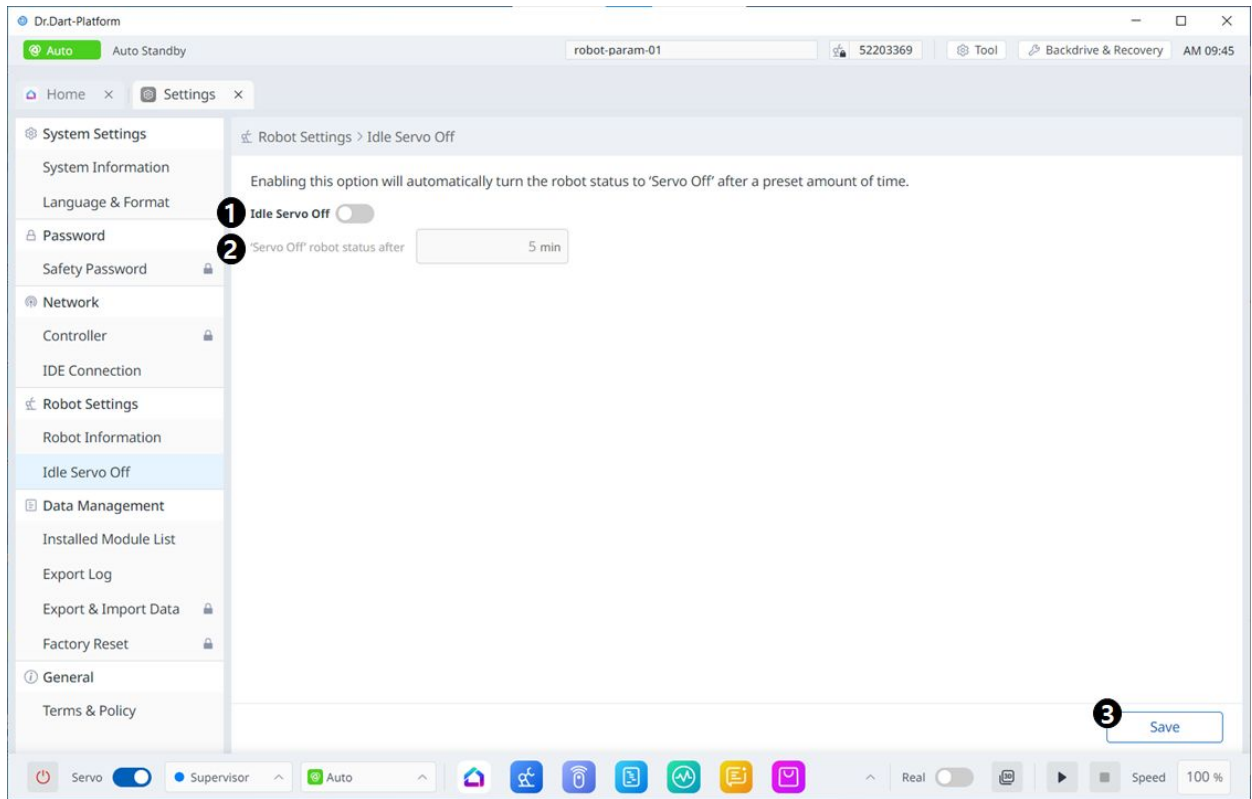 Dr.Dart-Platform
Auto Auto Standby robot-param-01 52203369 Tool Backdrive & Recovery AM 09:45
Home Settings
System Settings
System Information
Language & Format
Password
Safety Password
Network
Controller
IDE Connection
Robot Settings
Robot Information
Idle Servo Off
Data Management
Installed Module List
Export Log
Export & Import Data
Factory Reset
General
Terms & Policy
Robot Settings > Idle Servo Off
Enabling this option will automatically turn the robot status to ‘Servo Off’ after a preset amount of time.
1 Idle Servo Off
2 ‘Servo Off’ robot status after 5 min
3 Save
Servo Supervisor Auto Real 3D Speed 100 %